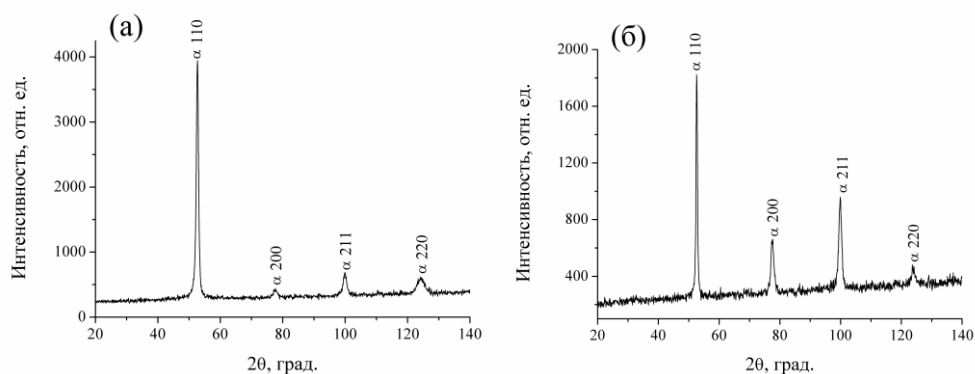 (а)
Интенсивность, отн. ед.
4000
3000
2000
1000
0
α 110
α 200
α 211
α 220
20 40 60 80 100 120 140
2θ, град.
(б)
Интенсивность, отн. ед.
2000
1600
1200
800
400
α 110
α 200
α 211
α 220
20 40 60 80 100 120 140
2θ, град.